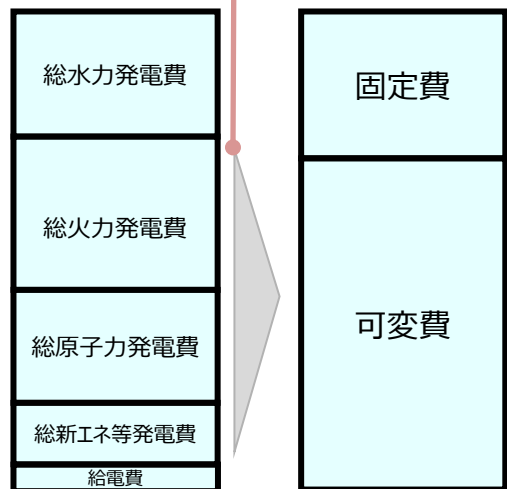 総水力発電費
総火力発電費
総原子力発電費
総新エネ等発電費
給電費
固定費
可変費